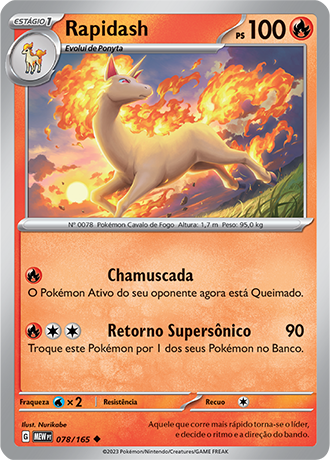 ESTÁGIO 1
Rapidash
PS 100
Evolui de Ponyta
Nº 0078 Pokémon Cavalo de Fogo Altura: 1,7 m Peso: 95,0 kg
Chamuscada
O Pokémon Ativo do seu oponente agora está Queimado.
Retorno Supersônico 90
Troque este Pokémon por 1 dos seus Pokémon no Banco.
Fraqueza ×2 Resistência Recuo
Ilust. Nurikabe
G MEW PT 078/165
Aquele que corre mais rápido torna-se o líder,
e decide o ritmo e a direção do bando.
©2023 Pokémon/Nintendo/Creatures/GAME FREAK